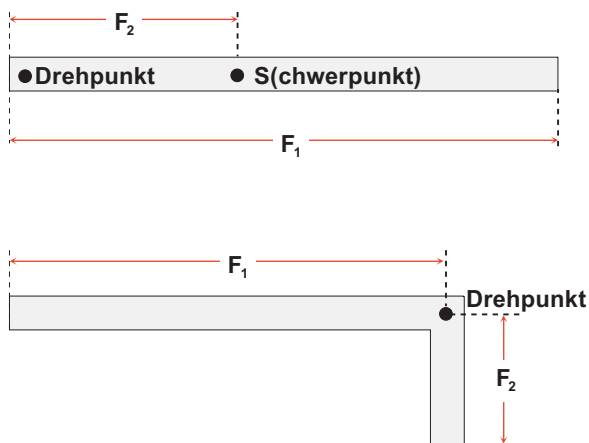 F₂
Drehpunkt S(chwerpunkt)
F₁
F₁
Drehpunkt
F₂